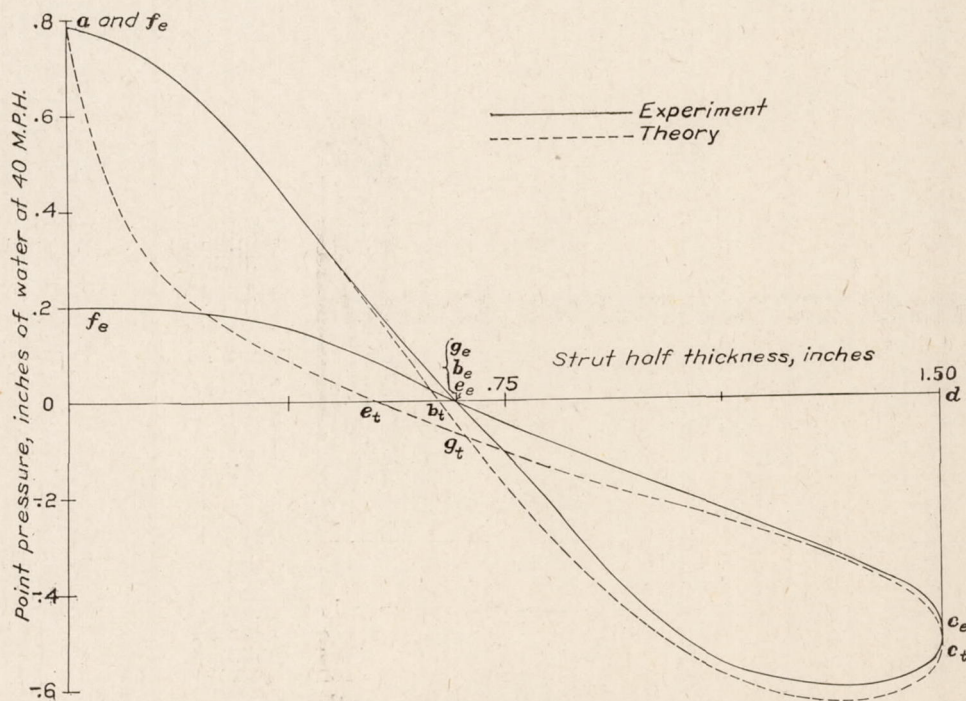 .8
a and fe
.6
.4
.2
0
-.2
-.4
-.6
Point pressure, inches of water at 40 M.P.H.
Experiment
Theory
fe
ge
be
ee
.75
Strut half thickness, inches
1.50
d
et
bt
gt
ce
ct